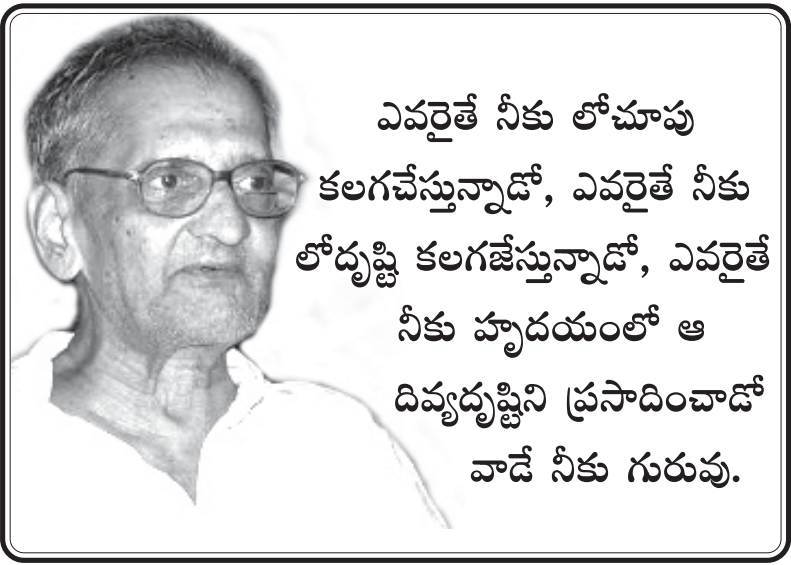 ఎవరైతే నీకు లోచూపు
కలగచేస్తున్నాడో, ఎవరైతే నీకు
లోదృష్టి కలగజేస్తున్నాడో, ఎవరైతే
నీకు హృదయంలో ఆ
దివ్యదృష్టిని ప్రసాదించాడో
వాడే నీకు గురువు.